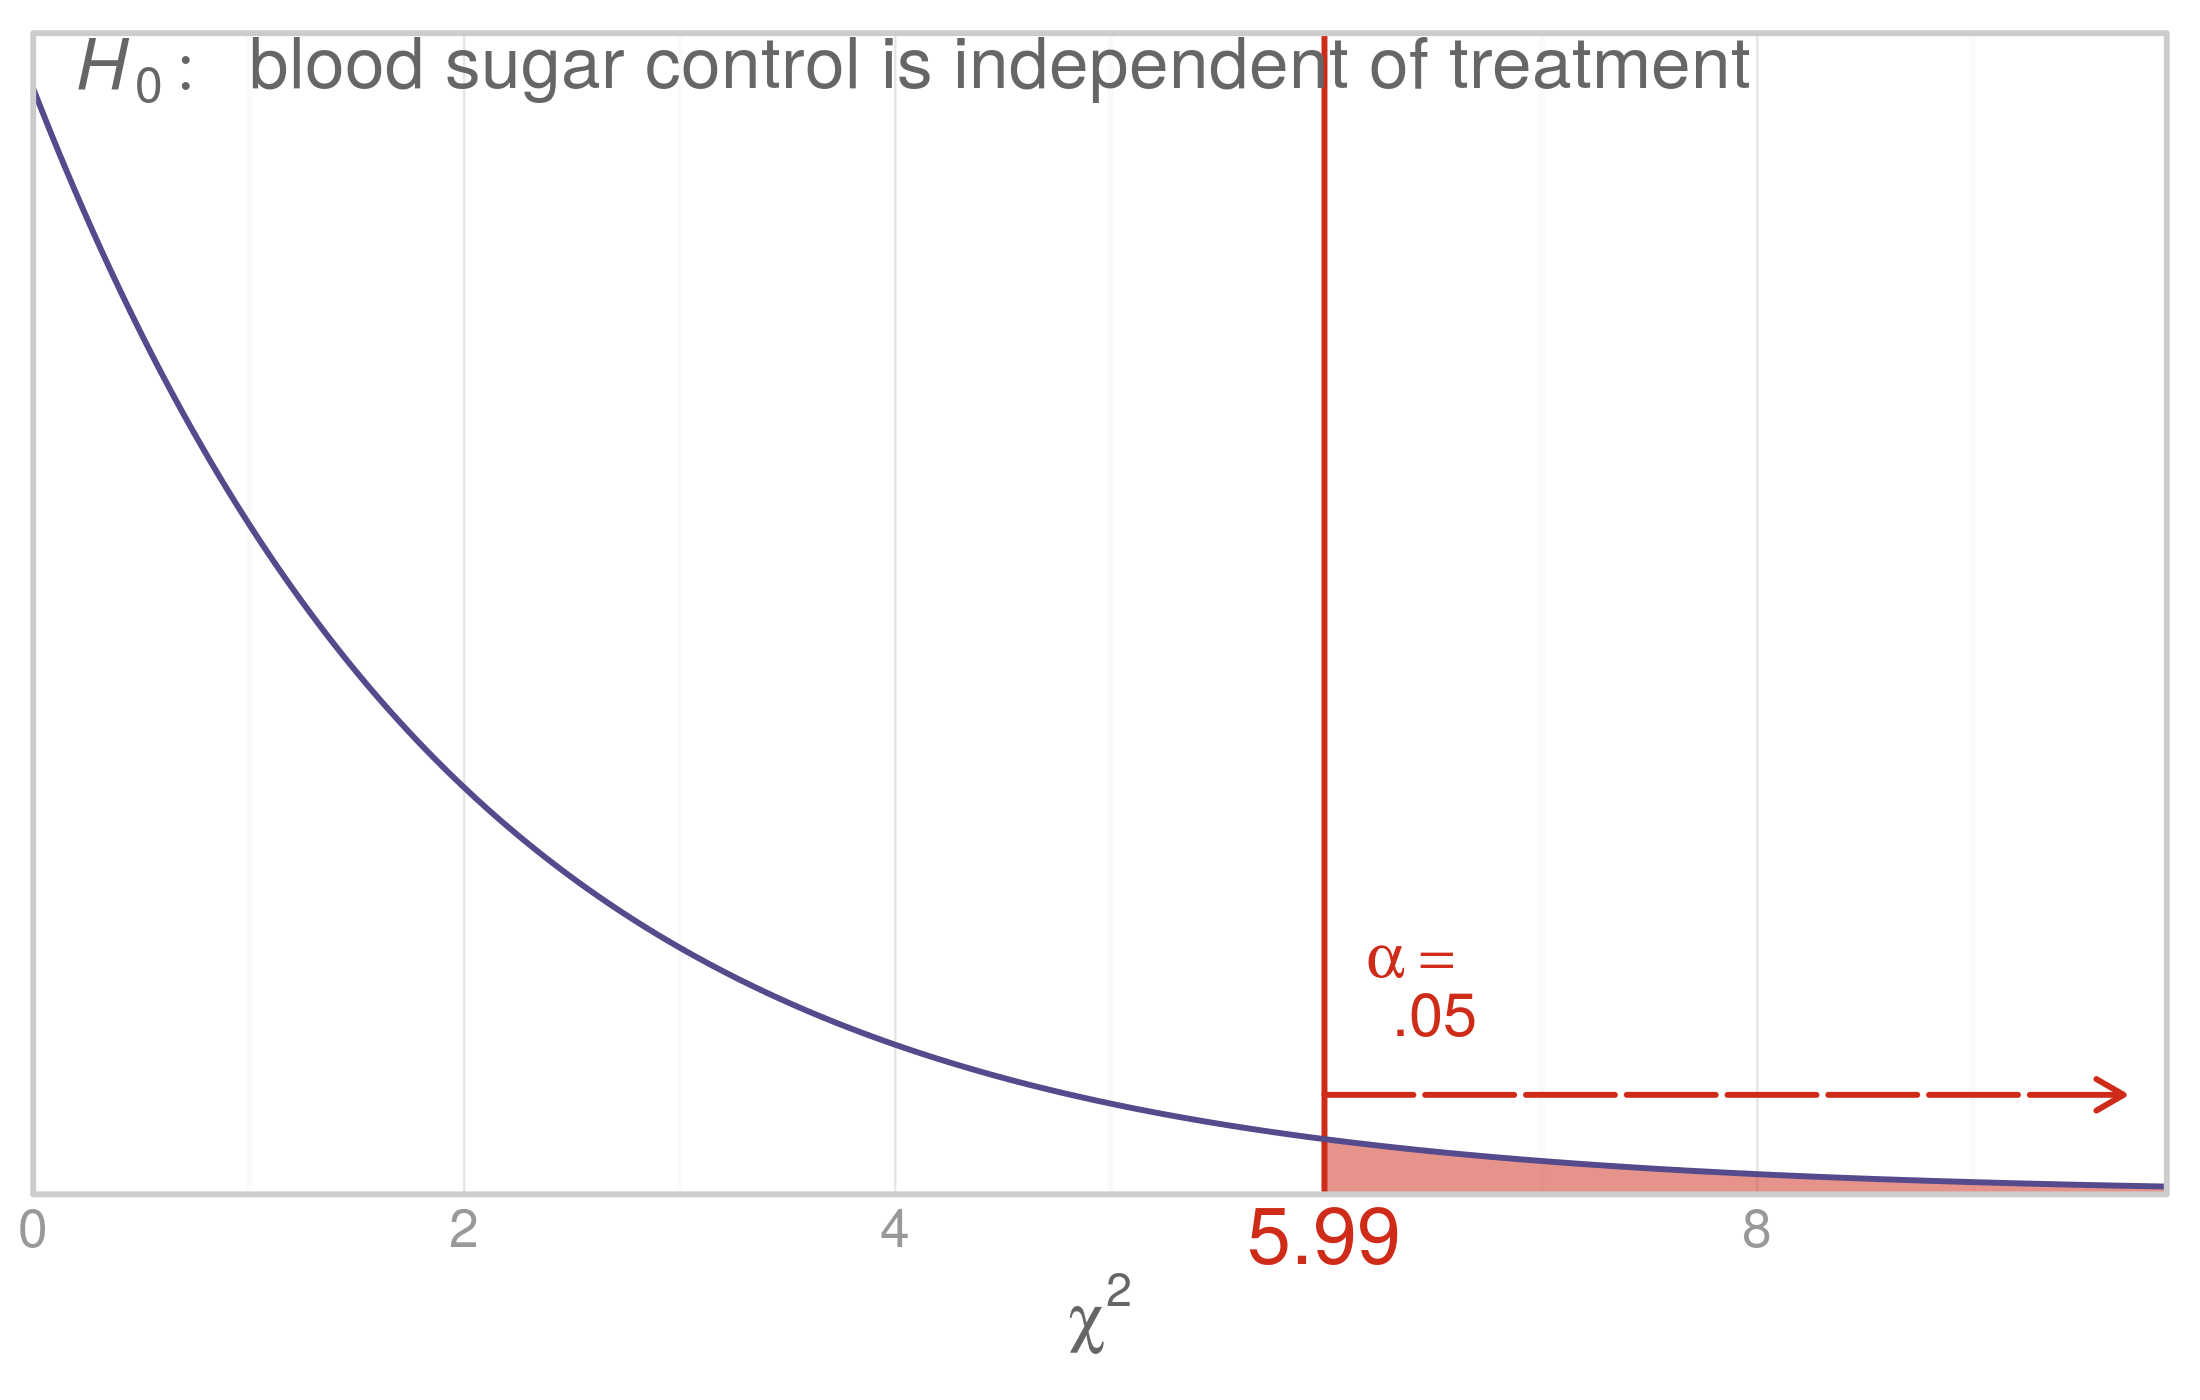 H₀: blood sugar control is independent of treatment
α =
.05
0 2 4 5.99 8
χ²